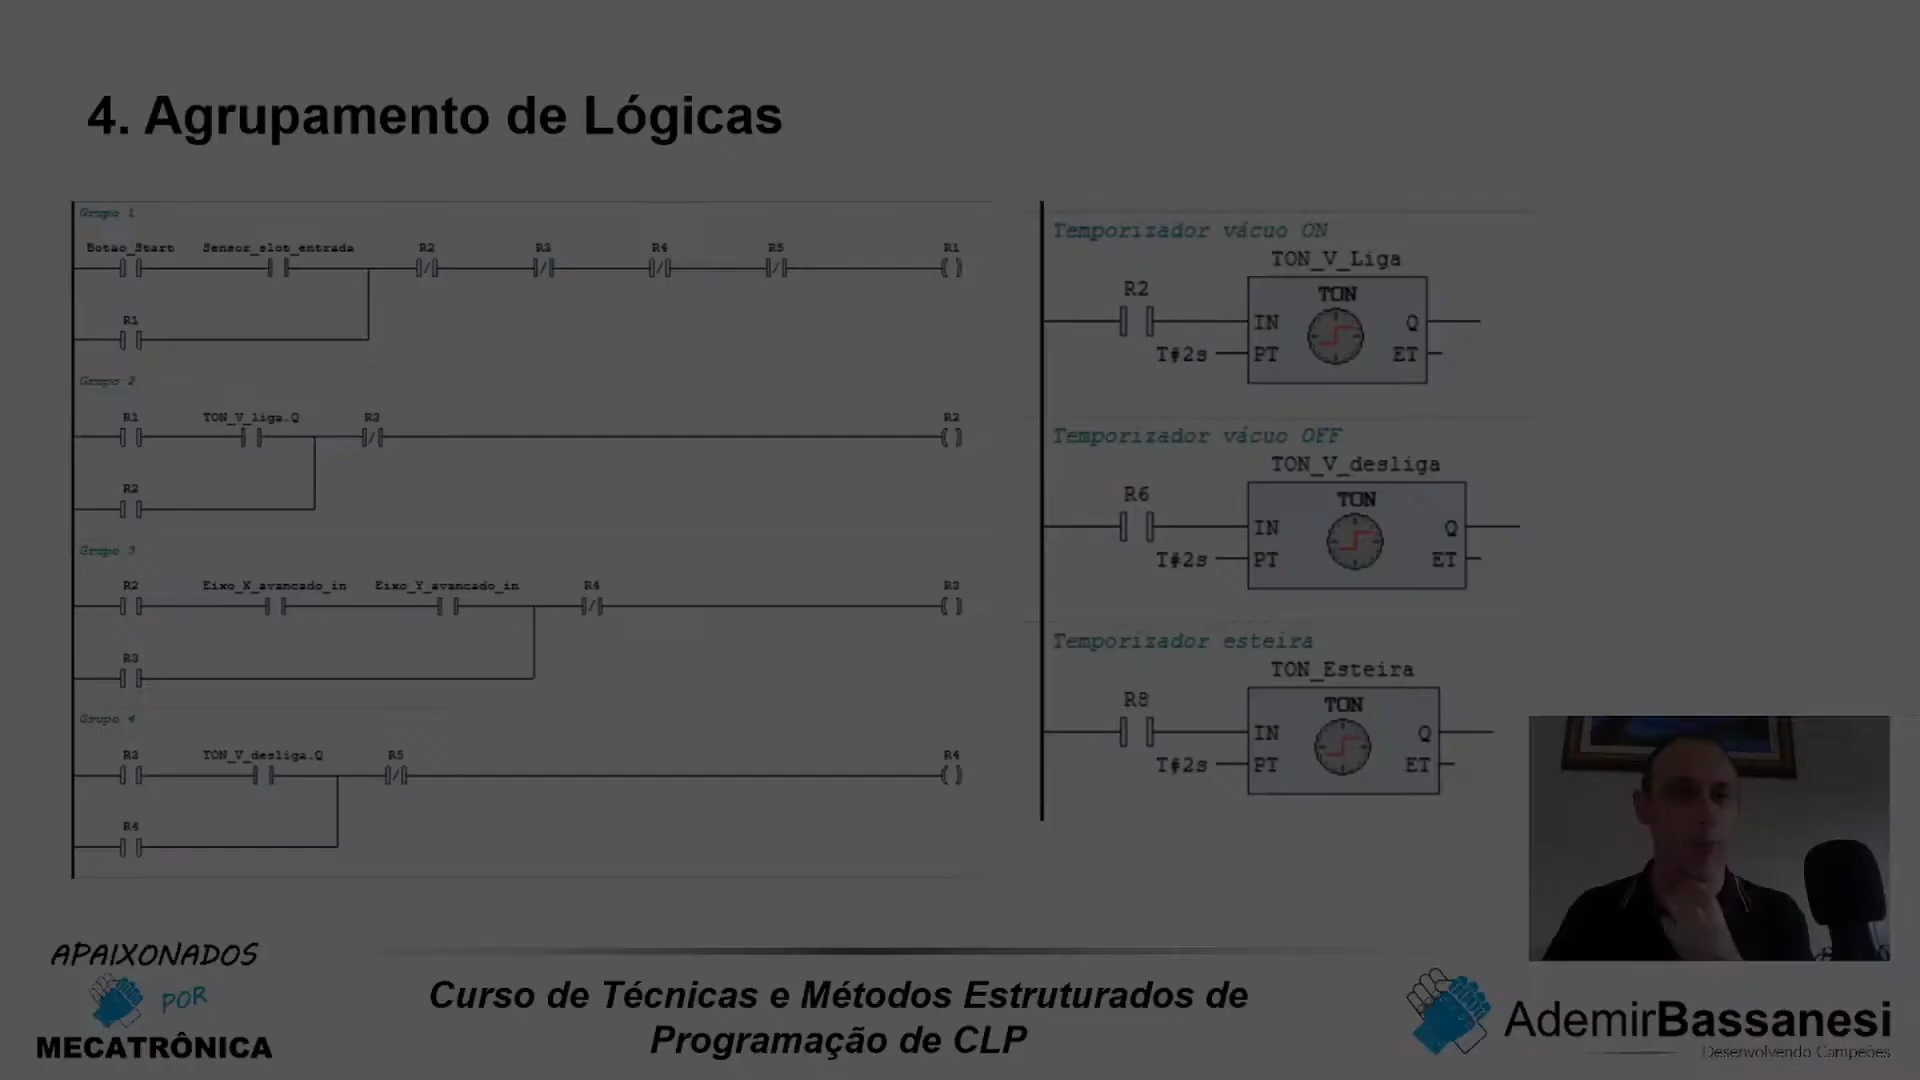 4. Agrupamento de Lógicas
Grupo 1
Botao_Start Sensor_slot_entrada R2 R3 R4 R5 R1
R1
Grupo 2
R1 TON_V_liga.Q R3 R2
R2
Grupo 3
R2 Eixo_X_avancado_in Eixo_Y_avancado_in R4 R3
R3
Grupo 4
R3 TON_V_desliga.Q R5 R4
R4
Temporizador vácuo ON
TON_V_Liga
R2 TON
IN Q
T#2s PT ET
Temporizador vácuo OFF
TON_V_desliga
R6 TON
IN Q
T#2s PT ET
Temporizador esteira
TON_Esteira
R8 TON
IN Q
T#2s PT ET
APAIXONADOS
POR
MECATRÔNICA
Curso de Técnicas e Métodos Estruturados de
Programação de CLP
AdemirBassanesi
Desenvolvendo Campeões